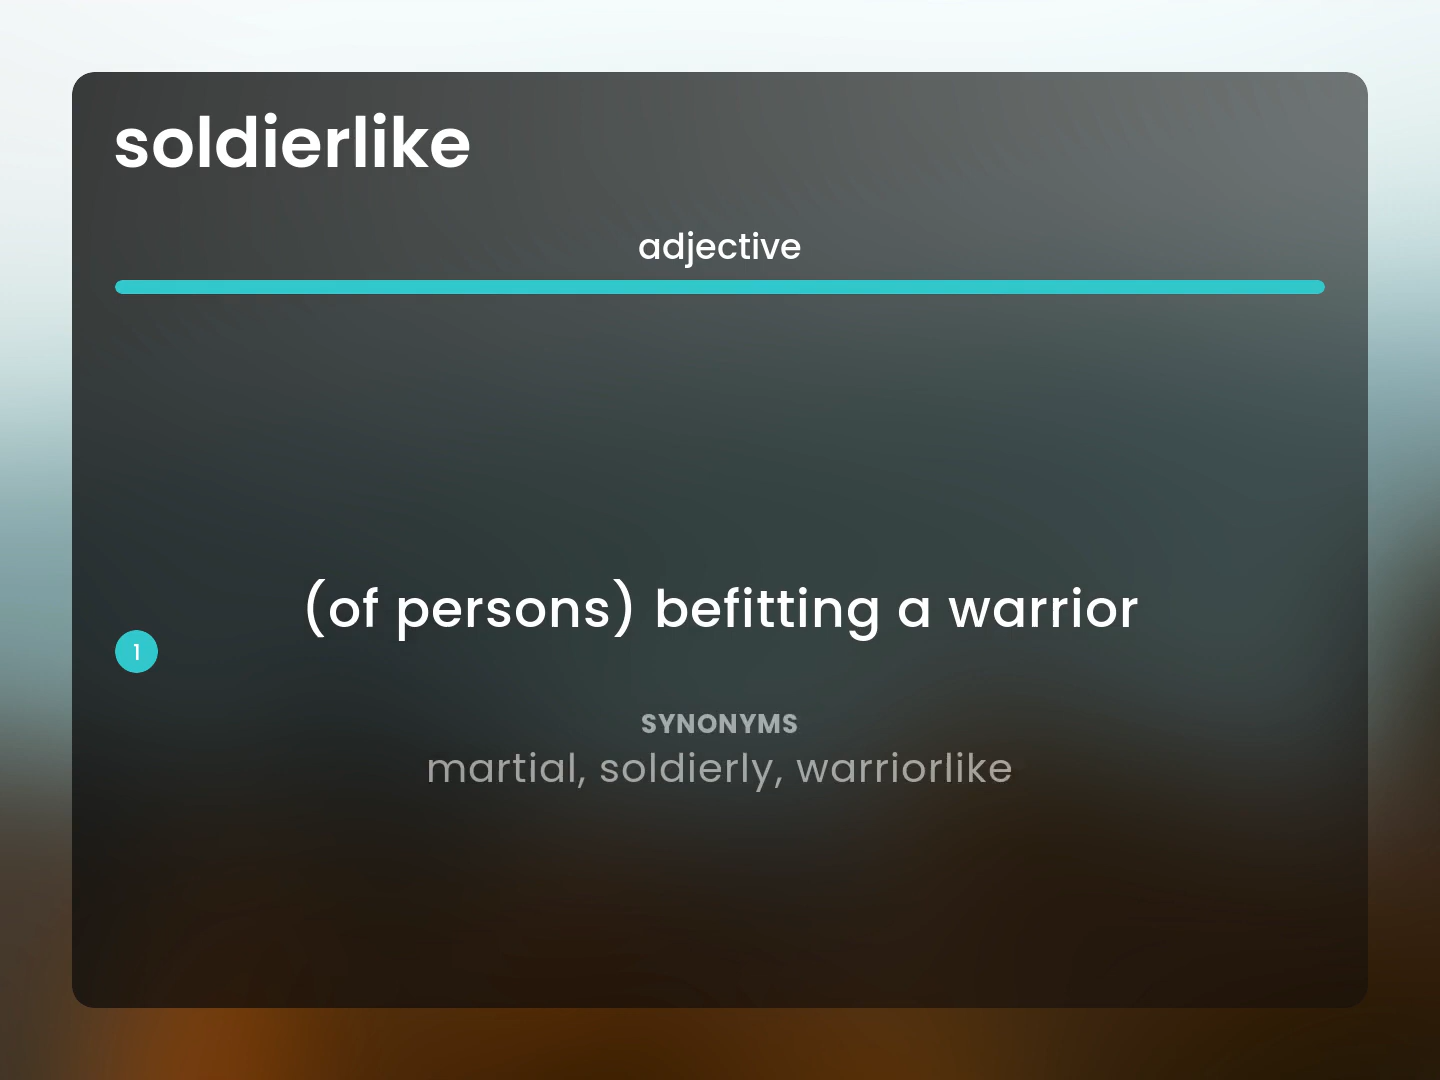 soldierlike
adjective
(of persons) befitting a warrior
1
SYNONYMS
martial, soldierly, warriorlike